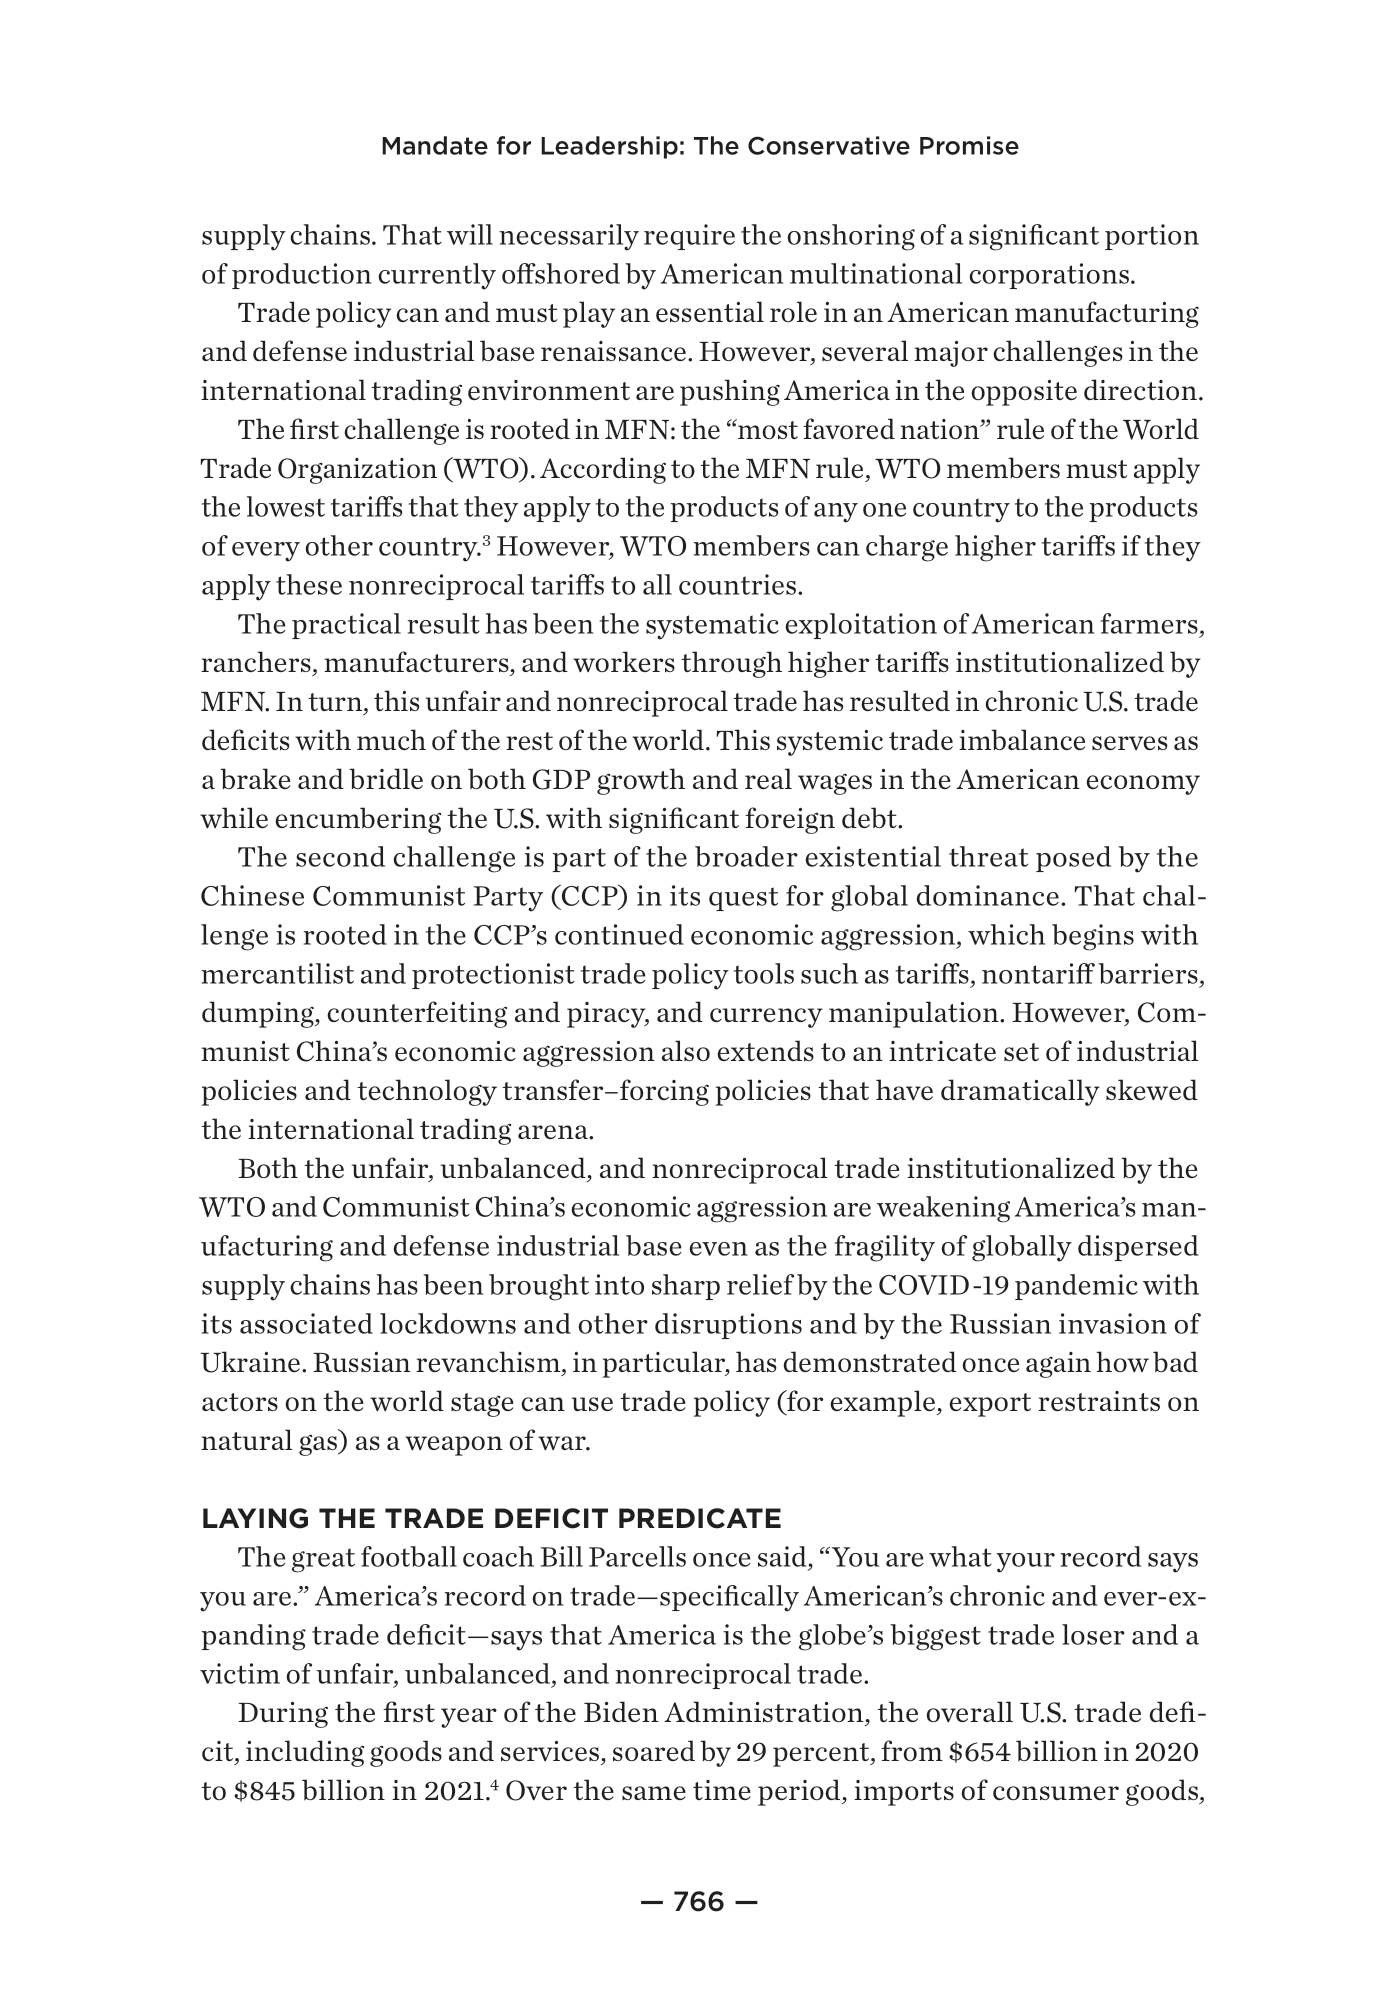 Mandate for Leadership: The Conservative Promise
supply chains. That will necessarily require the onshoring of a significant portion
of production currently offshored by American multinational corporations.
Trade policy can and must play an essential role in an American manufacturing
and defense industrial base renaissance. However, several major challenges in the
international trading environment are pushing America in the opposite direction.
The first challenge is rooted in MFN: the “most favored nation” rule of the World
Trade Organization (WTO). According to the MFN rule, WTO members must apply
the lowest tariffs that they apply to the products of any one country to the products
of every other country.³ However, WTO members can charge higher tariffs if they
apply these nonreciprocal tariffs to all countries.
The practical result has been the systematic exploitation of American farmers,
ranchers, manufacturers, and workers through higher tariffs institutionalized by
MFN. In turn, this unfair and nonreciprocal trade has resulted in chronic U.S. trade
deficits with much of the rest of the world. This systemic trade imbalance serves as
a brake and bridle on both GDP growth and real wages in the American economy
while encumbering the U.S. with significant foreign debt.
The second challenge is part of the broader existential threat posed by the
Chinese Communist Party (CCP) in its quest for global dominance. That chal-
lenge is rooted in the CCP’s continued economic aggression, which begins with
mercantilist and protectionist trade policy tools such as tariffs, nontariff barriers,
dumping, counterfeiting and piracy, and currency manipulation. However, Com-
munist China’s economic aggression also extends to an intricate set of industrial
policies and technology transfer–forcing policies that have dramatically skewed
the international trading arena.
Both the unfair, unbalanced, and nonreciprocal trade institutionalized by the
WTO and Communist China’s economic aggression are weakening America’s man-
ufacturing and defense industrial base even as the fragility of globally dispersed
supply chains has been brought into sharp relief by the COVID-19 pandemic with
its associated lockdowns and other disruptions and by the Russian invasion of
Ukraine. Russian revanchism, in particular, has demonstrated once again how bad
actors on the world stage can use trade policy (for example, export restraints on
natural gas) as a weapon of war.
LAYING THE TRADE DEFICIT PREDICATE
The great football coach Bill Parcells once said, “You are what your record says
you are.” America’s record on trade—specifically American’s chronic and ever-ex-
panding trade deficit—says that America is the globe’s biggest trade loser and a
victim of unfair, unbalanced, and nonreciprocal trade.
During the first year of the Biden Administration, the overall U.S. trade defi-
cit, including goods and services, soared by 29 percent, from $654 billion in 2020
to $845 billion in 2021.⁴ Over the same time period, imports of consumer goods,
— 766 —